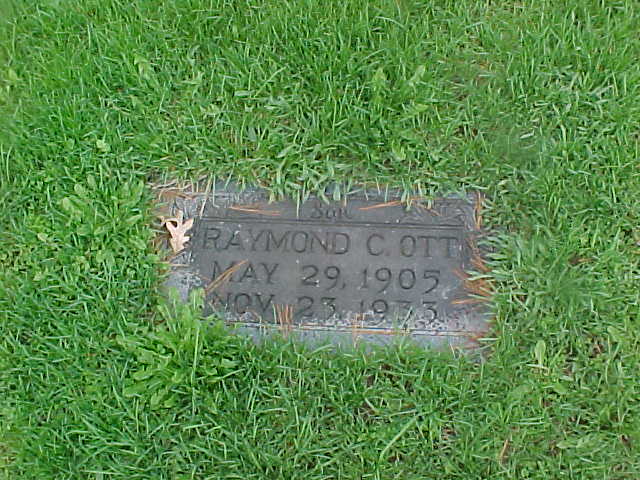 Son
RAYMOND C. OTT
MAY 29, 1905
NOV. 23, 1933